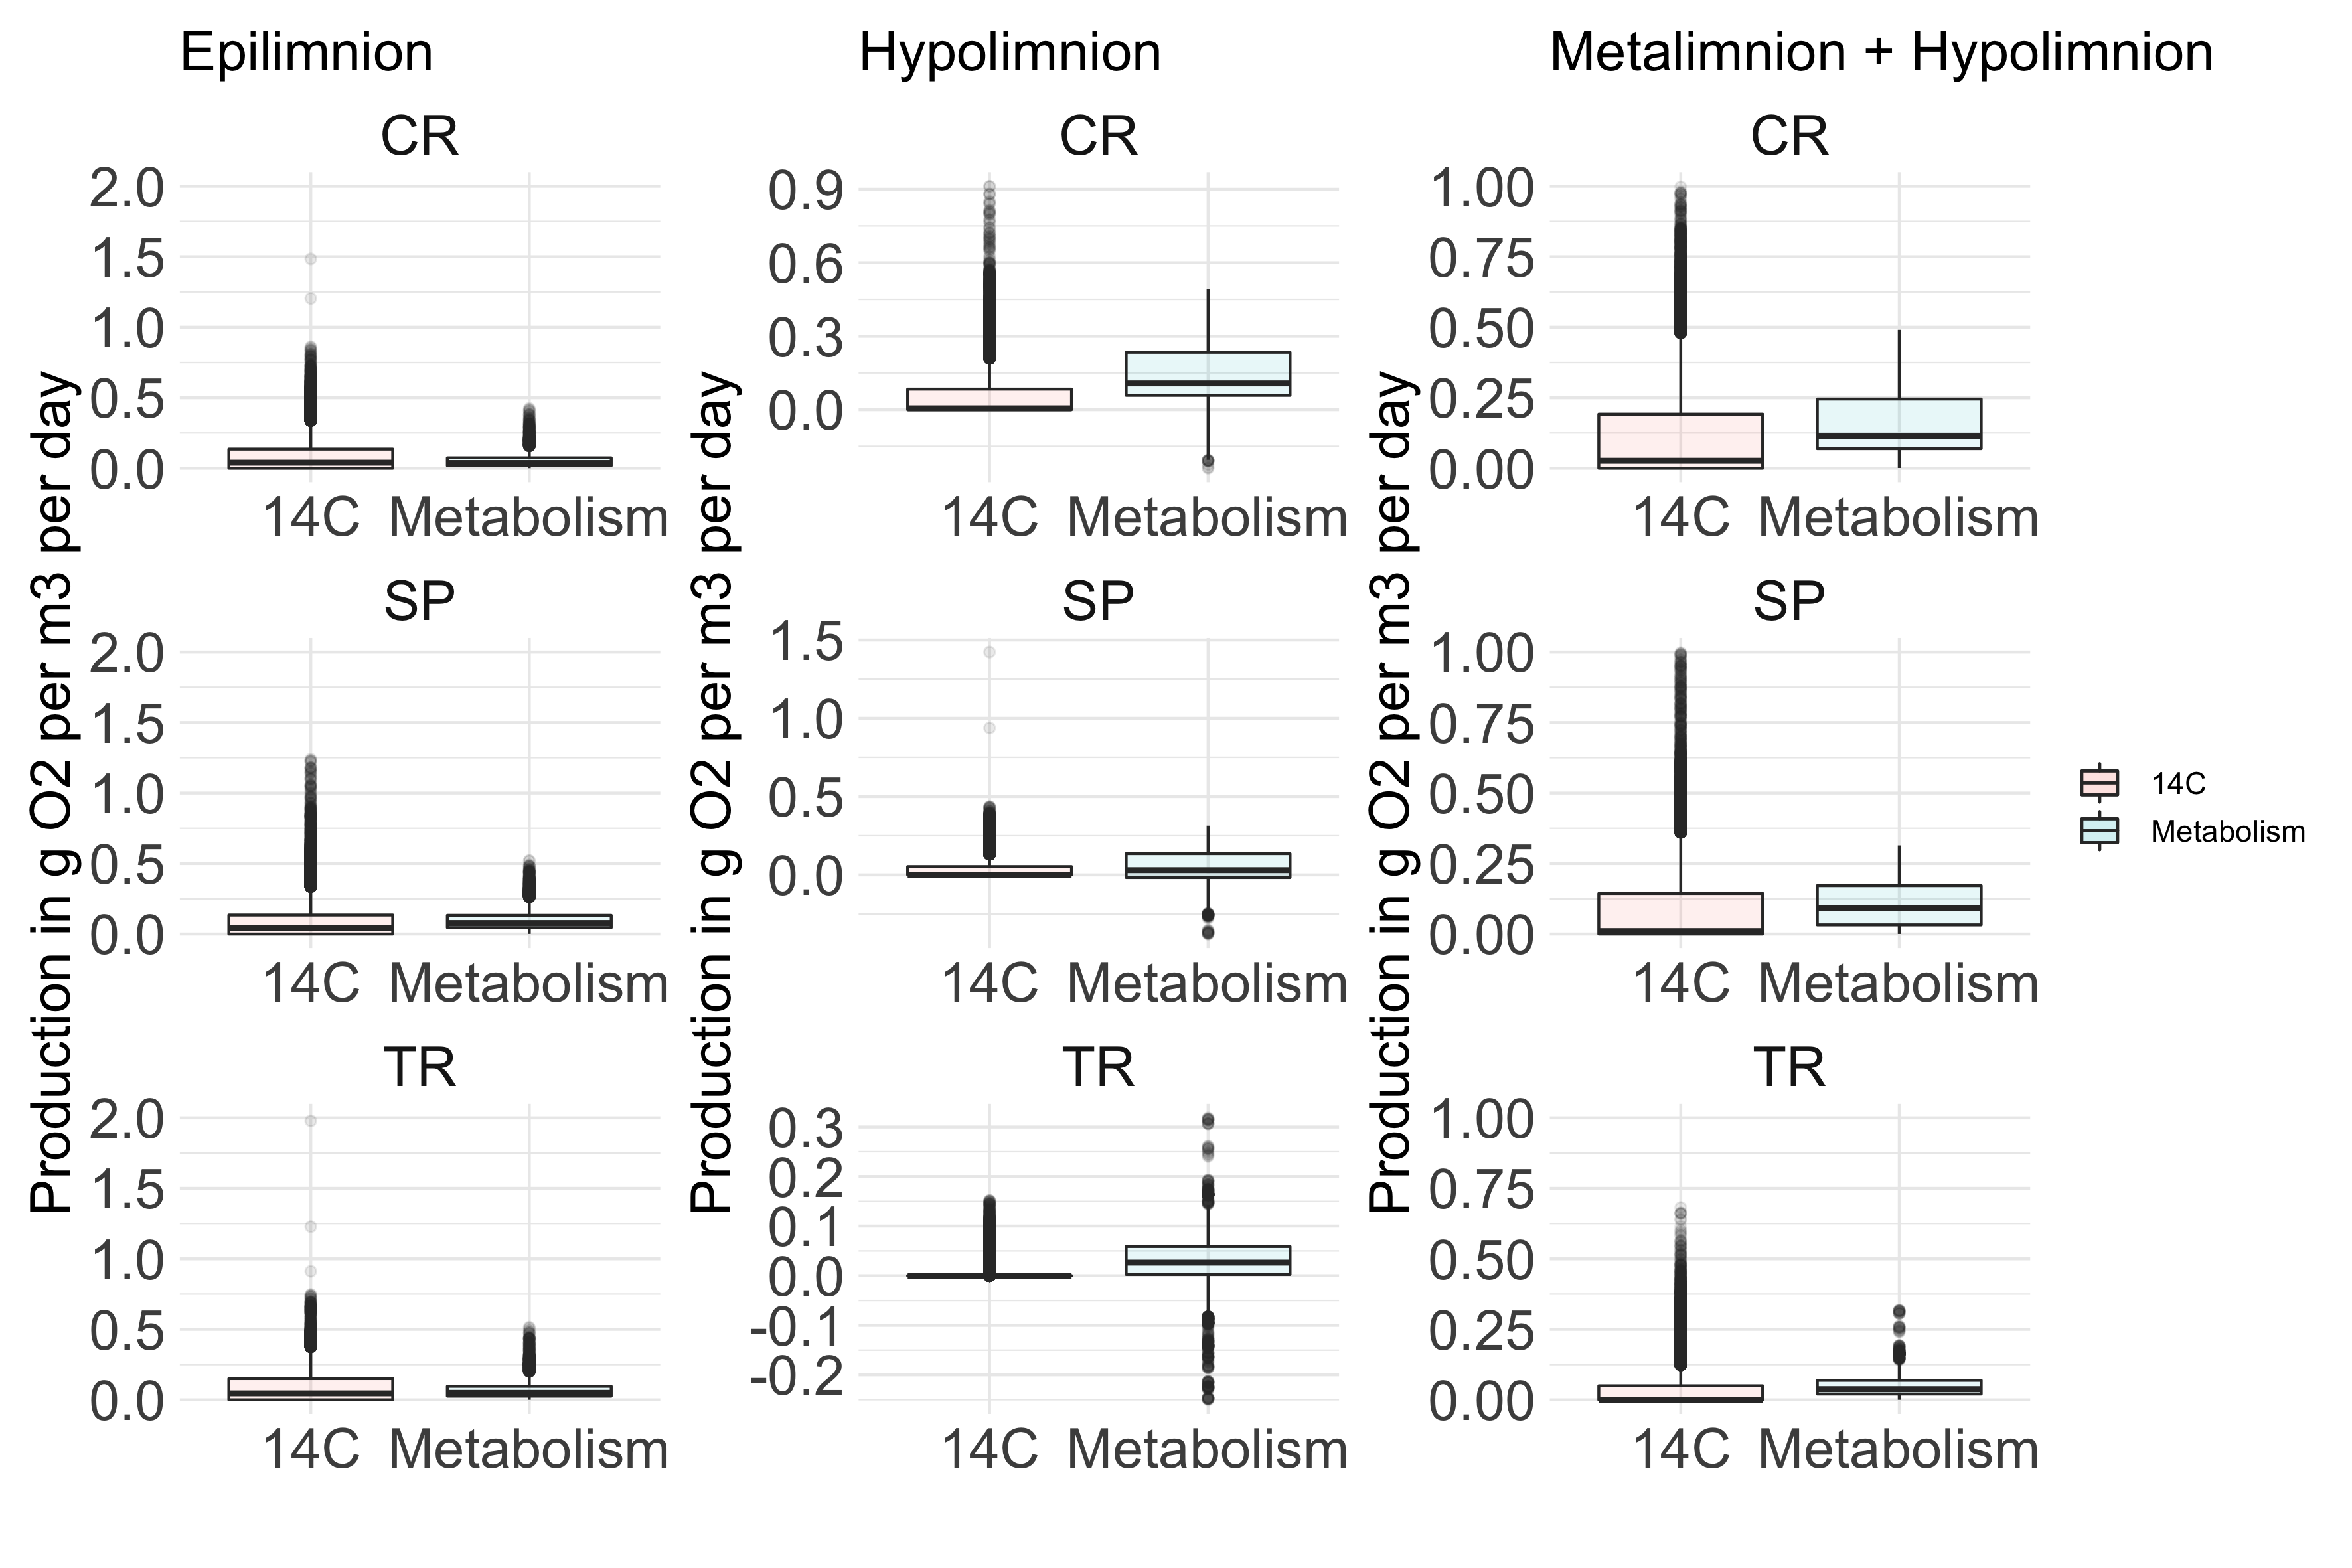 Epilimnion
Hypolimnion
Metalimnion + Hypolimnion
Production in g O2 per m3 per day
CR
2.0
1.5
1.0
0.5
0.0
14C Metabolism
SP
2.0
1.5
1.0
0.5
0.0
14C Metabolism
TR
2.0
1.5
1.0
0.5
0.0
14C Metabolism
Production in g O2 per m3 per day
CR
0.9
0.6
0.3
0.0
14C Metabolism
SP
1.5
1.0
0.5
0.0
14C Metabolism
TR
0.3
0.2
0.1
0.0
-0.1
-0.2
14C Metabolism
Production in g O2 per m3 per day
CR
1.00
0.75
0.50
0.25
0.00
14C Metabolism
SP
1.00
0.75
0.50
0.25
0.00
14C Metabolism
TR
1.00
0.75
0.50
0.25
0.00
14C Metabolism
14C
Metabolism